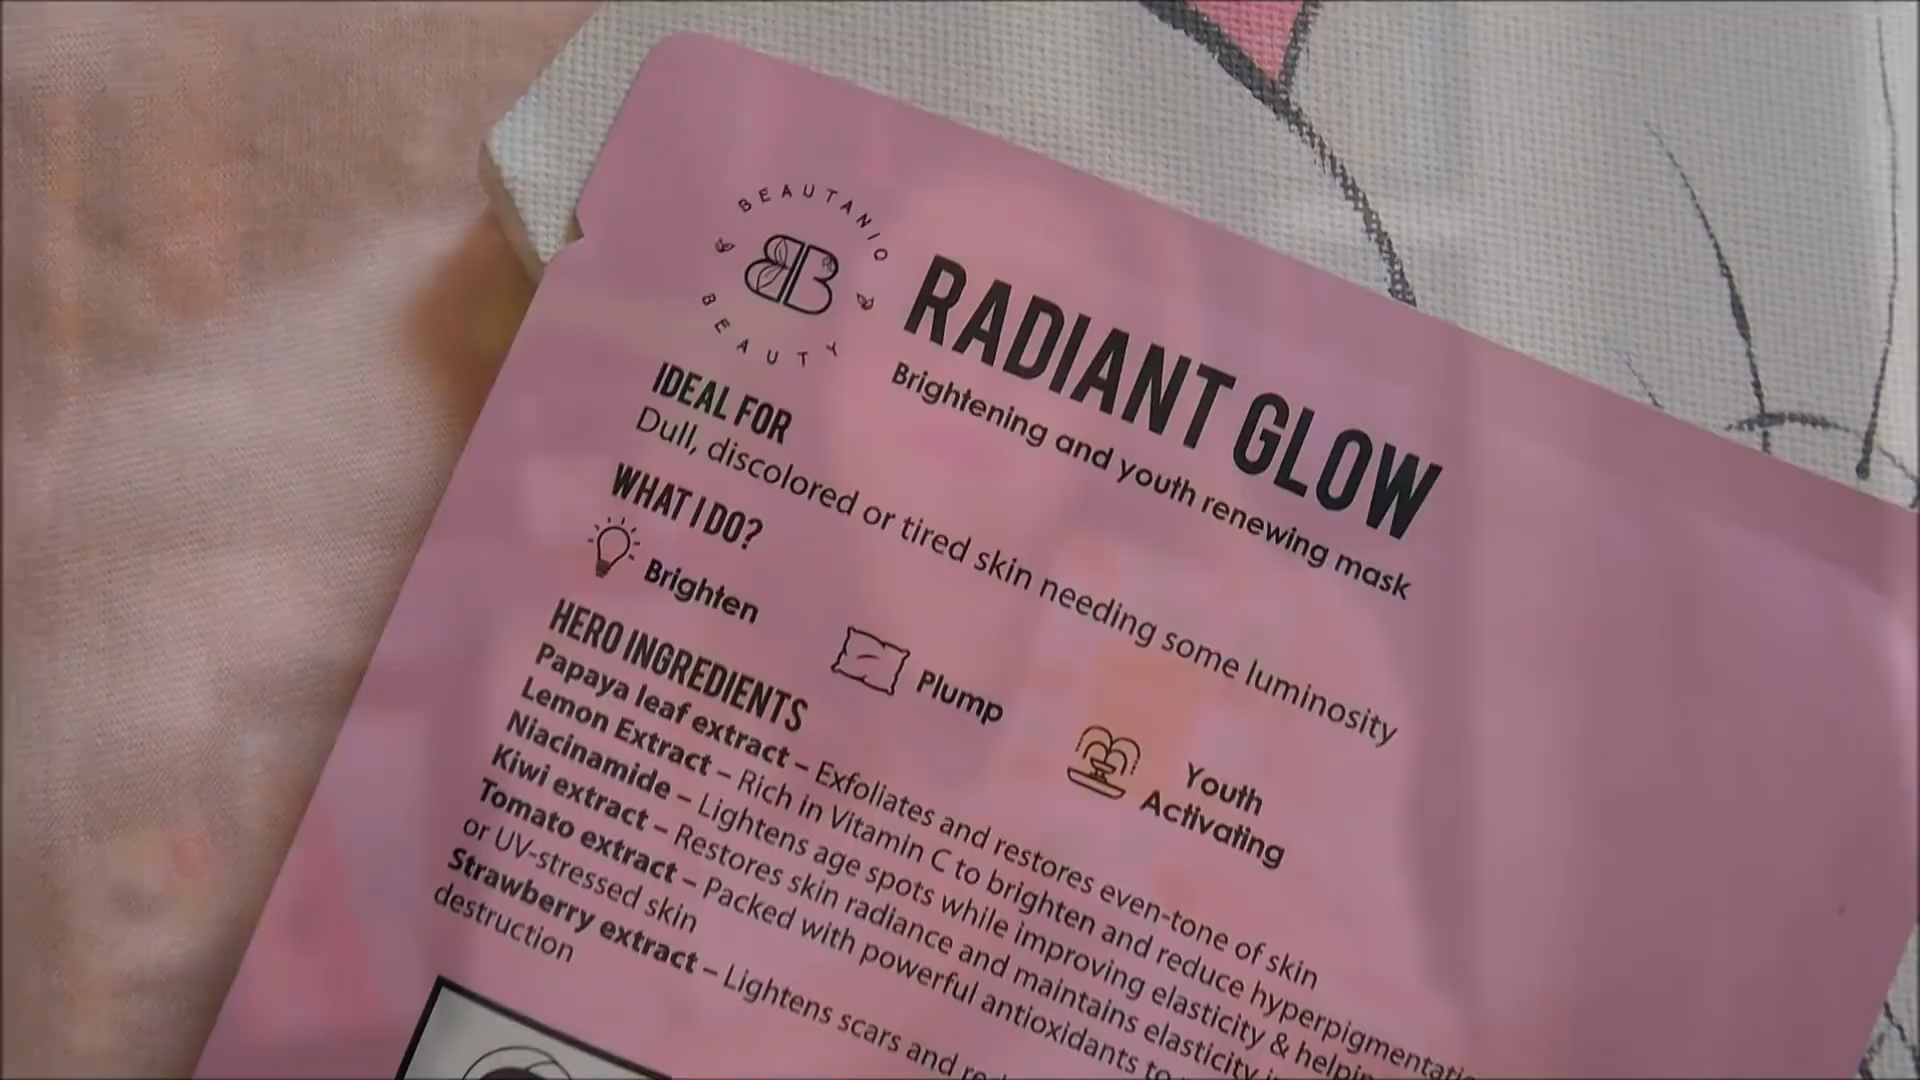 BEAUTANIQ
BEAUTY
BB
RADIANT GLOW
Brightening and youth renewing mask
IDEAL FOR
Dull, discolored or tired skin needing some luminosity
WHAT I DO?
Brighten
Plump
Youth
Activating
HERO INGREDIENTS
Papaya leaf extract – Exfoliates and restores even-tone of skin
Lemon Extract – Rich in Vitamin C to brighten and reduce hyperpigmentati
Niacinamide – Lightens age spots while improving elasticity & helpin
Kiwi extract – Restores skin radiance and maintains elasticity
Tomato extract – Packed with powerful antioxidants to
or UV-stressed skin
Strawberry extract – Lightens scars and
destruction